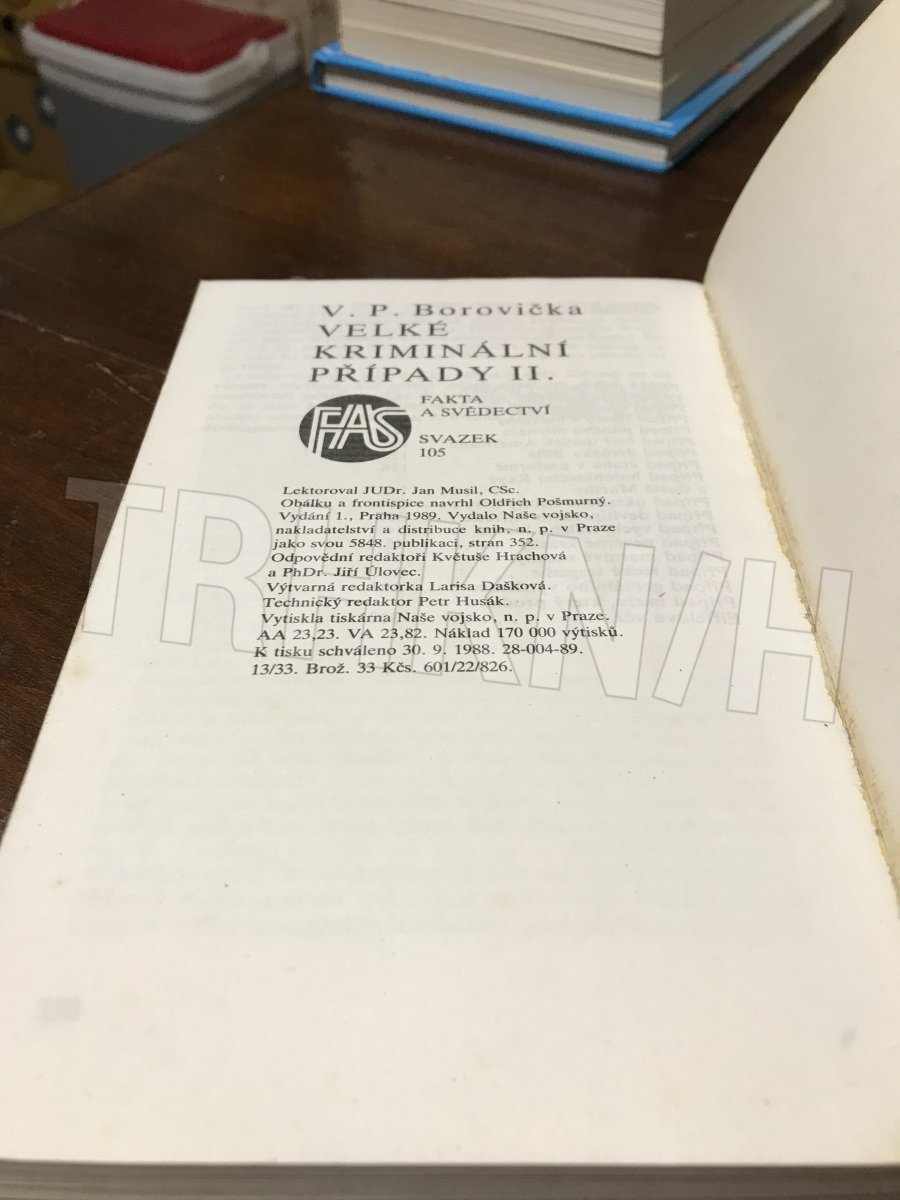 V. P. Borovička
VELKÉ
KRIMINÁLNÍ
PŘÍPADY II.
FAS
FAKTA
A SVĚDECTVÍ
SVAZEK
105
Lektoroval JUDr. Jan Musil, CSc.
Obálku a frontispice navrhl Oldřich Pošmurný.
Vydání 1., Praha 1989. Vydalo Naše vojsko,
nakladatelství a distribuce knih, n. p. v Praze
jako svou 5848. publikaci, stran 352.
Odpovědní redaktoři Květuše Hrachová
a PhDr. Jiří Úlovec.
Výtvarná redaktorka Larisa Dašková.
Technický redaktor Petr Husák.
Vytiskla tiskárna Naše vojsko, n. p. v Praze.
AA 23,23. VA 23,82. Náklad 170 000 výtisků.
K tisku schváleno 30. 9. 1988. 28-004-89.
13/33. Brož. 33 Kčs. 601/22/826.